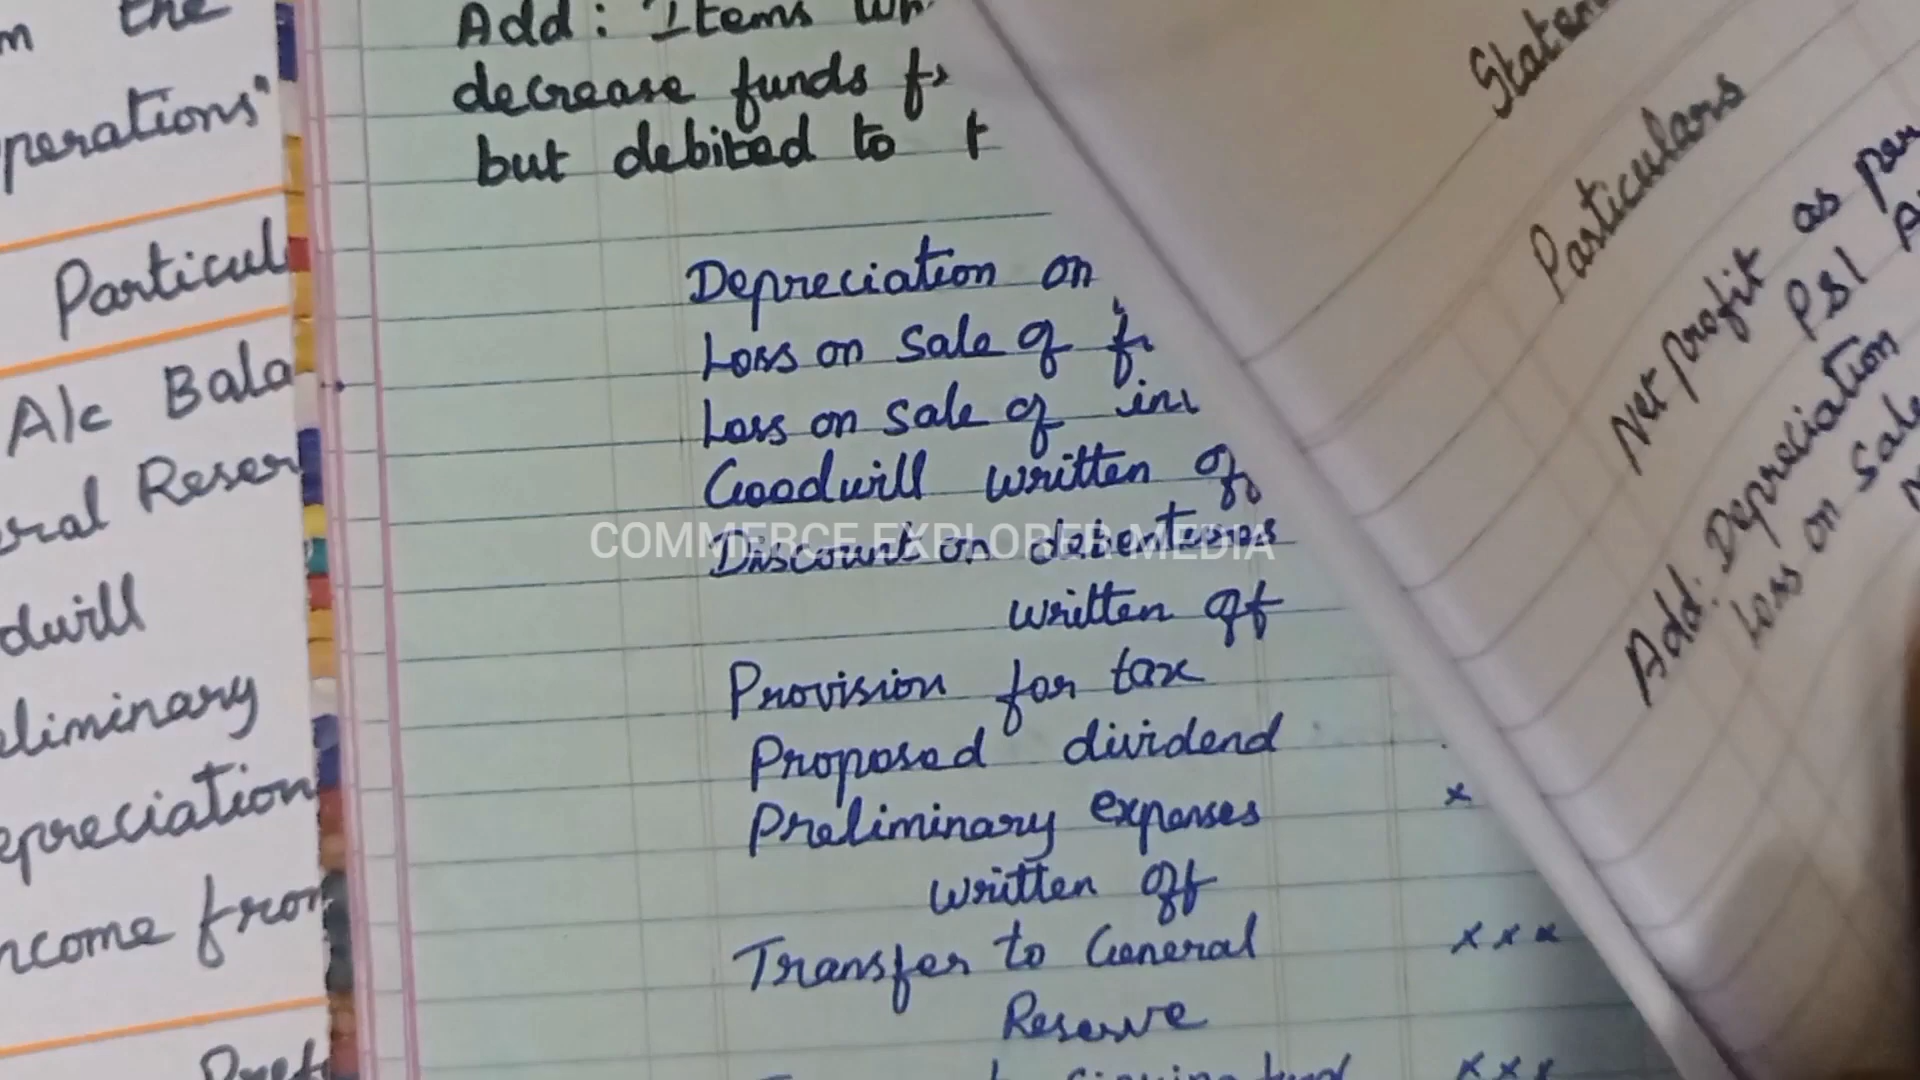 the
perations"
Particul
A/c Bala
ral Reser
dwill
eliminary
epreciation
ncome from
Add: Items
decrease funds
but debited to
Depreciation on
Loss on Sale of
Loss on Sale of inv
Goodwill written of
Discount on debentures
written off
Provision for tax
Proposed dividend
Preliminary expenses x
written off
Transfer to General x x x
Reserve
x x x
Particulars
Net profit as per
P&l
Add: Depreciation
Loss on Sale
COMMERCE EXPLORER MEDIA